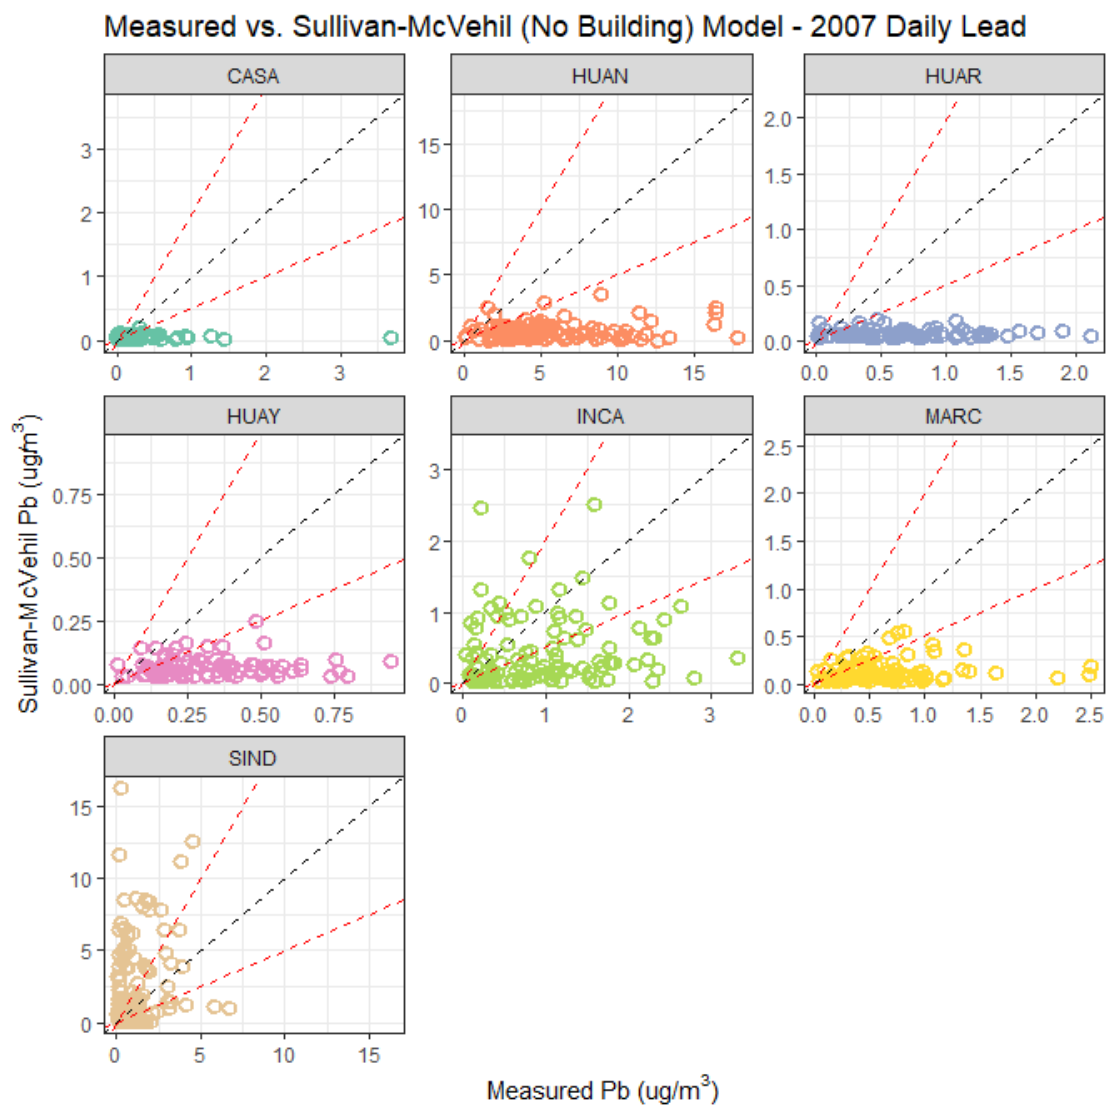 Measured vs. Sullivan-McVehil (No Building) Model - 2007 Daily Lead
CASA
HUAN
HUAR
3
2
1
0
15
10
5
0
2.0
1.5
1.0
0.5
0.0
0 1 2 3
0 5 10 15
0.0 0.5 1.0 1.5 2.0
HUAY
INCA
MARC
0.75
0.50
0.25
0.00
3
2
1
0
2.5
2.0
1.5
1.0
0.5
0.0
0.00 0.25 0.50 0.75
0 1 2 3
0.0 0.5 1.0 1.5 2.0 2.5
SIND
15
10
5
0
0 5 10 15
Sullivan-McVehil Pb (ug/m³)
Measured Pb (ug/m³)